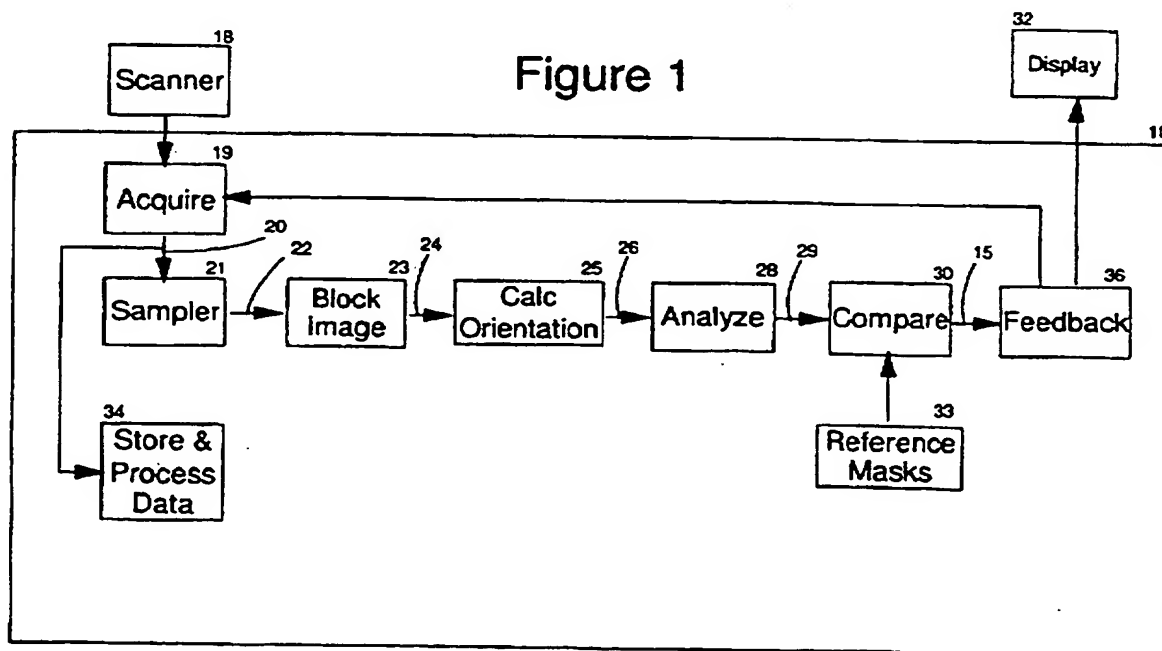 18
32
Scanner
Figure 1
Display
18
19
Acquire
20
21
22
23
24
25
26
28
29
30
15
36
Sampler
Block
Image
Calc
Orientation
Analyze
Compare
Feedback
34
33
Store &
Process
Data
Reference
Masks